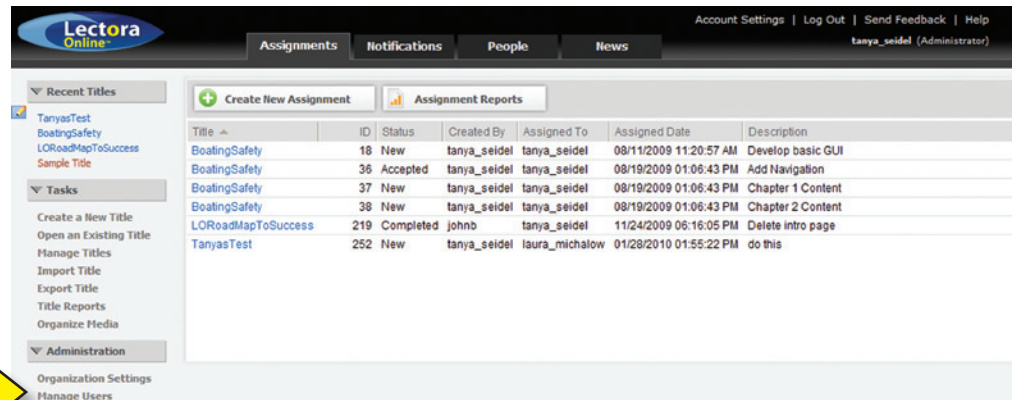 Lectora
Online
Account Settings | Log Out | Send Feedback | Help
tanya_seidel (Administrator)
Assignments Notifications People News
Recent Titles
TanyasTest
BoatingSafety
LORoadMapToSuccess
Sample Title
Tasks
Create a New Title
Open an Existing Title
Manage Titles
Import Title
Export Title
Title Reports
Organize Media
Administration
Organization Settings
Manage Users
Create New Assignment Assignment Reports
Title ID Status Created By Assigned To Assigned Date Description
BoatingSafety 18 New tanya_seidel tanya_seidel 08/11/2009 11:20:57 AM Develop basic GUI
BoatingSafety 36 Accepted tanya_seidel tanya_seidel 08/19/2009 01:06:43 PM Add Navigation
BoatingSafety 37 New tanya_seidel tanya_seidel 08/19/2009 01:06:43 PM Chapter 1 Content
BoatingSafety 38 New tanya_seidel tanya_seidel 08/19/2009 01:06:43 PM Chapter 2 Content
LORoadMapToSuccess 219 Completed johnb tanya_seidel 11/24/2009 06:16:05 PM Delete intro page
TanyasTest 252 New tanya_seidel laura_michalow 01/28/2010 01:55:22 PM do this